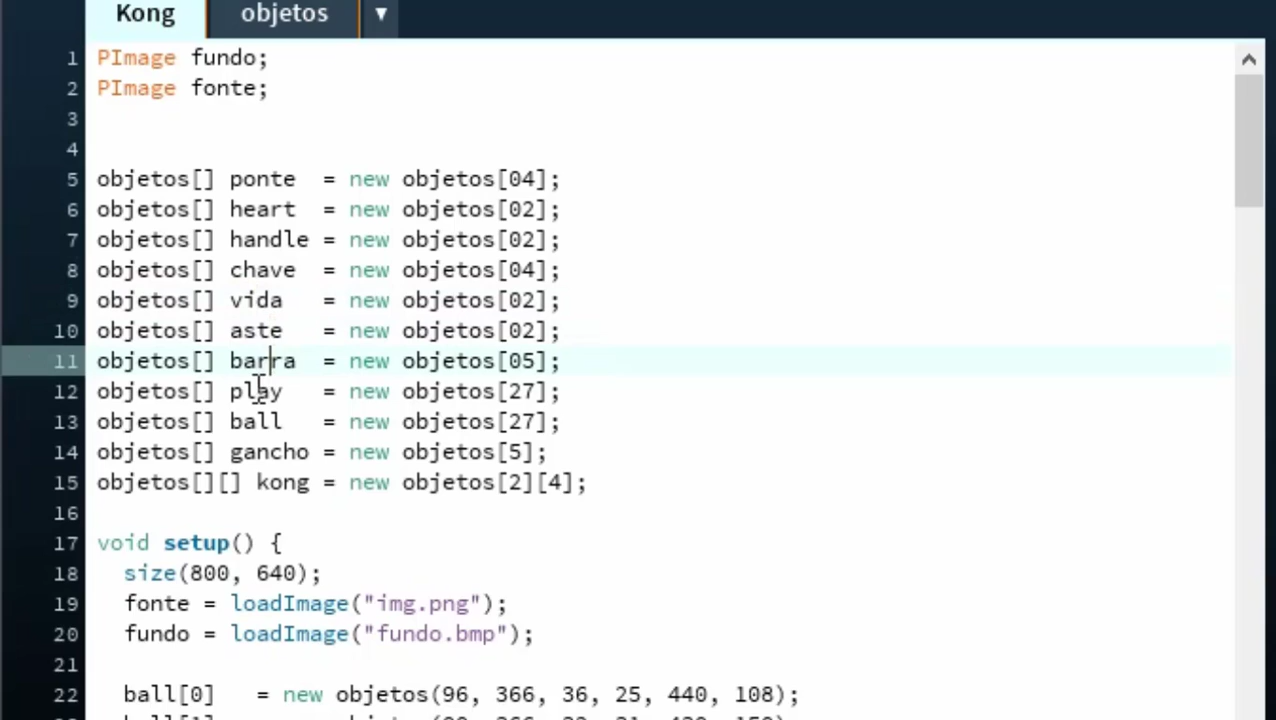 Kong objetos ▼
1 PImage fundo;
2 PImage fonte;
3
4
5 objetos[] ponte  = new objetos[04];
6 objetos[] heart  = new objetos[02];
7 objetos[] handle = new objetos[02];
8 objetos[] chave  = new objetos[04];
9 objetos[] vida   = new objetos[02];
10 objetos[] aste   = new objetos[02];
11 objetos[] barra  = new objetos[05];
12 objetos[] play   = new objetos[27];
13 objetos[] ball   = new objetos[27];
14 objetos[] gancho = new objetos[5];
15 objetos[][] kong = new objetos[2][4];
16
17 void setup() {
18   size(800, 640);
19   fonte = loadImage("img.png");
20   fundo = loadImage("fundo.bmp");
21
22   ball[0]   = new objetos(96, 366, 36, 25, 440, 108);